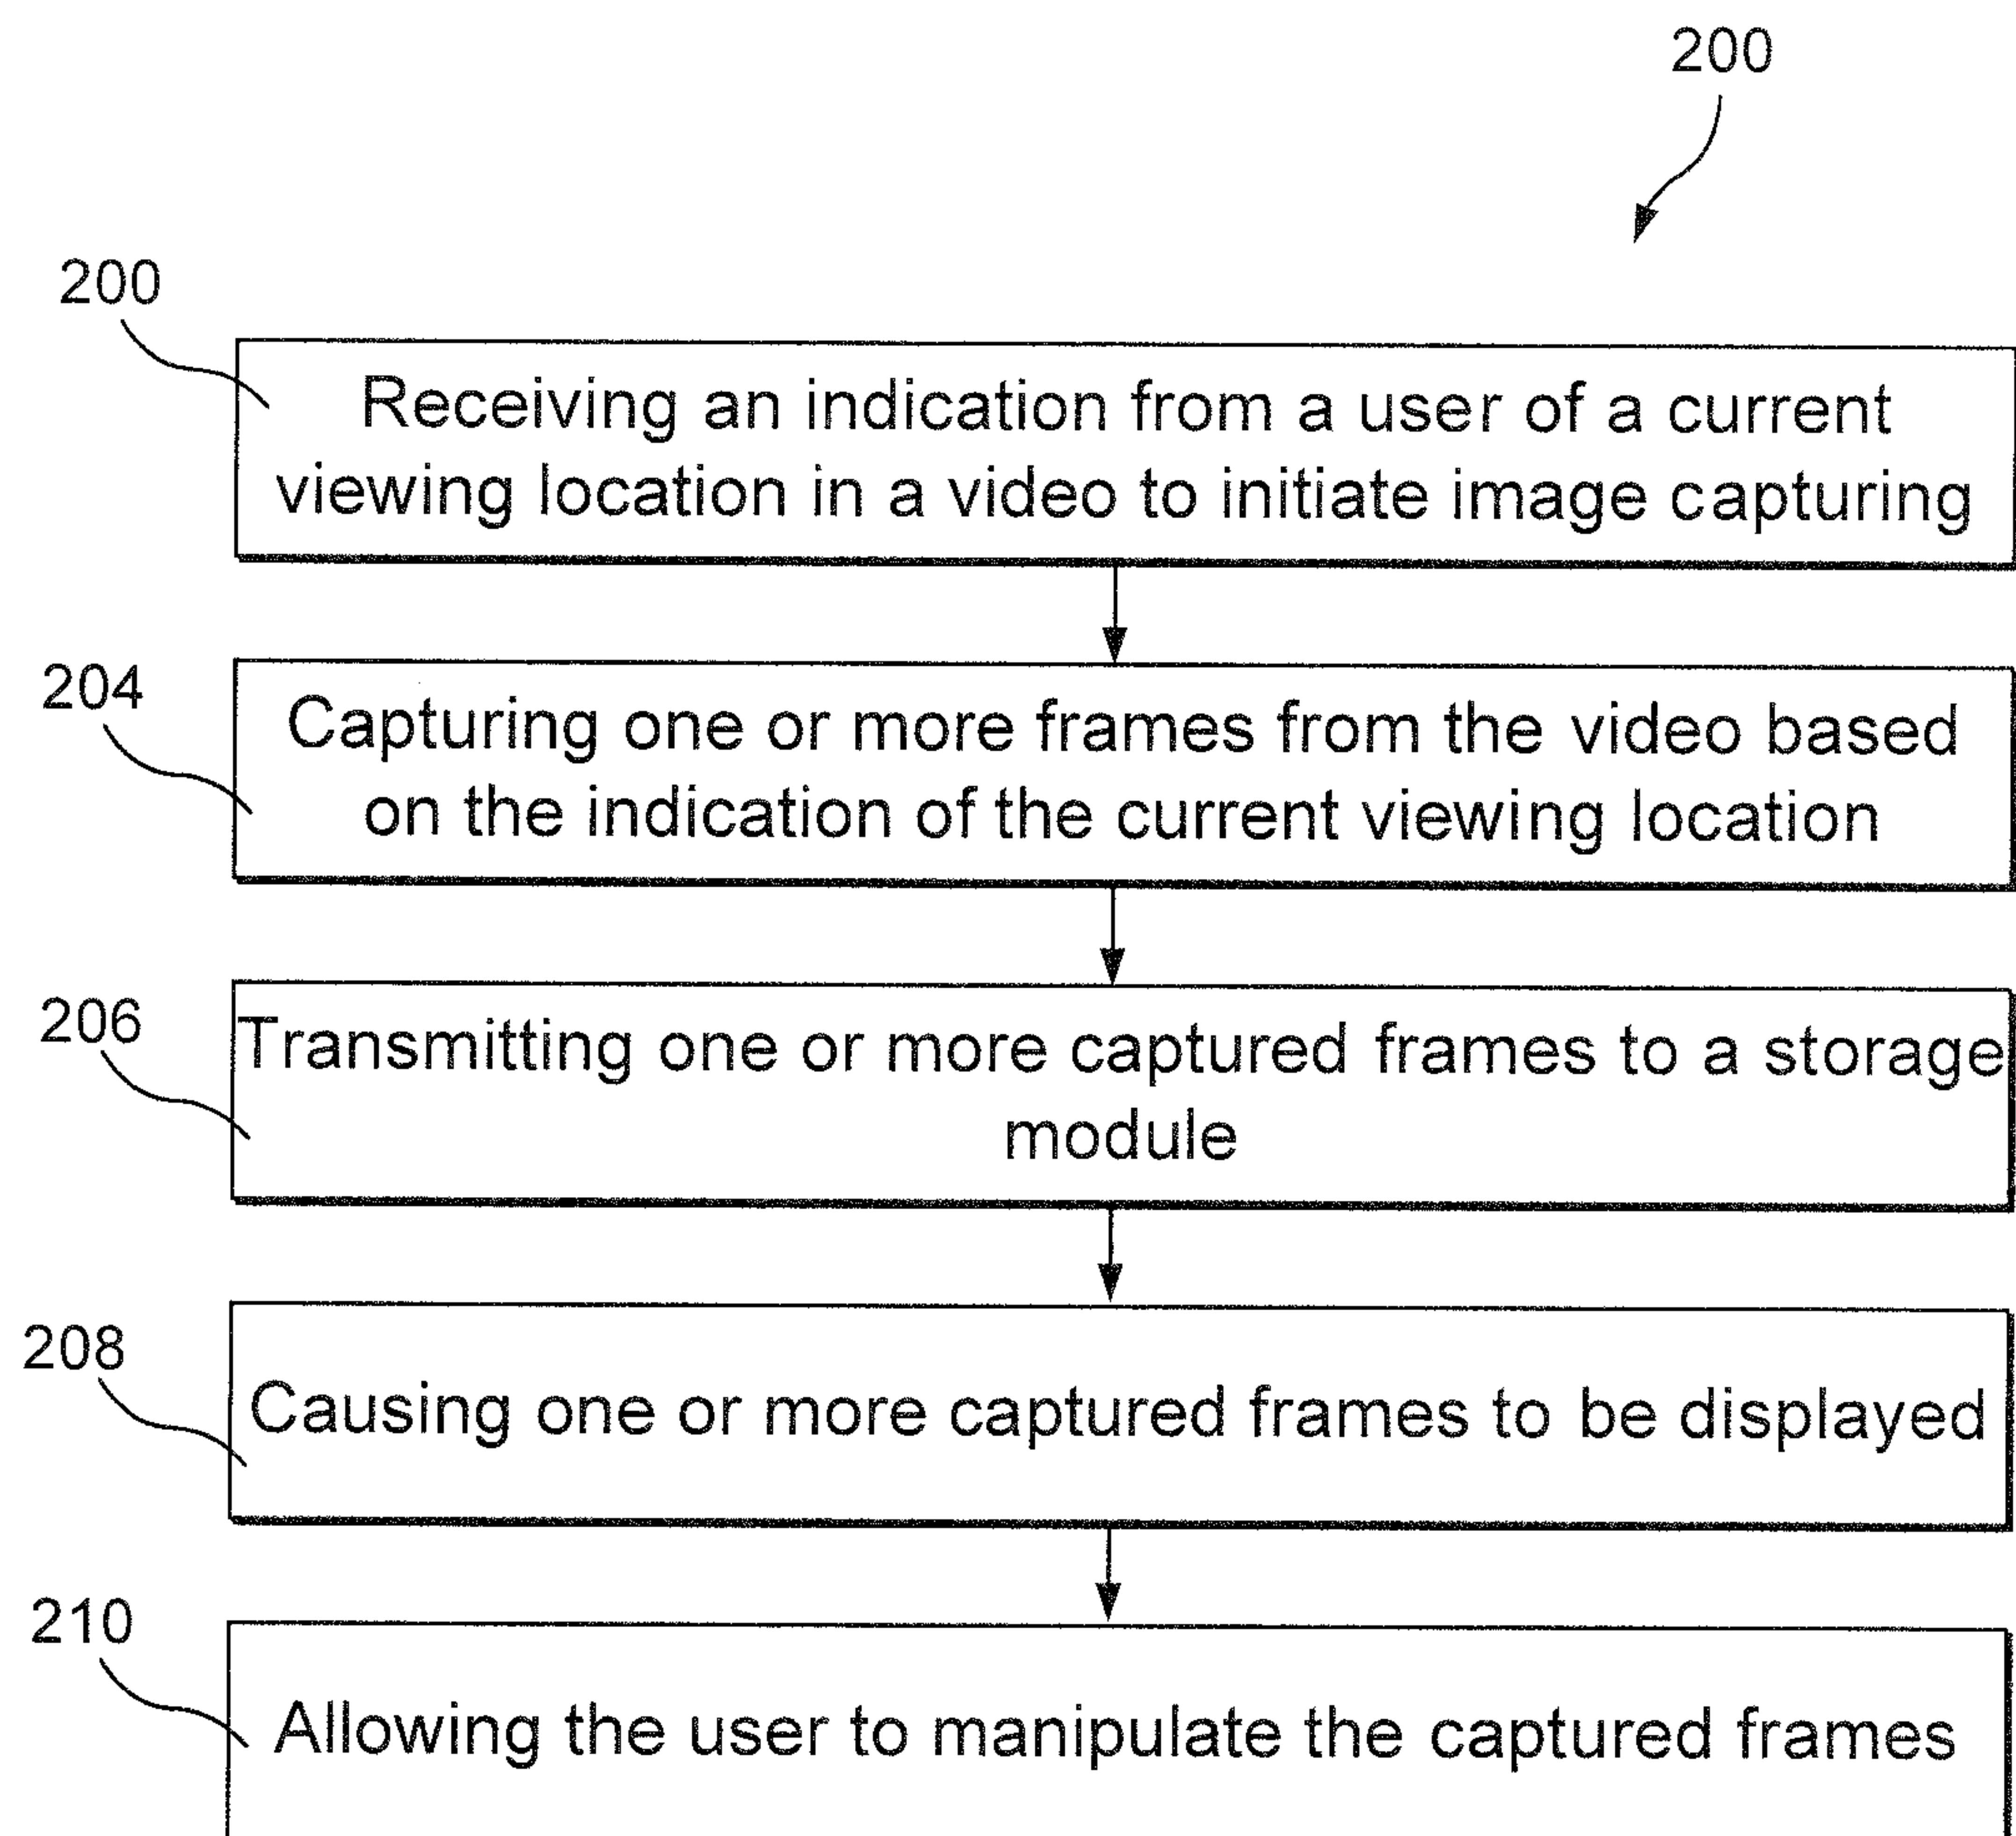 200
200
Receiving an indication from a user of a current
viewing location in a video to initiate image capturing
204
Capturing one or more frames from the video based
on the indication of the current viewing location
206
Transmitting one or more captured frames to a storage
module
208
Causing one or more captured frames to be displayed
210
Allowing the user to manipulate the captured frames